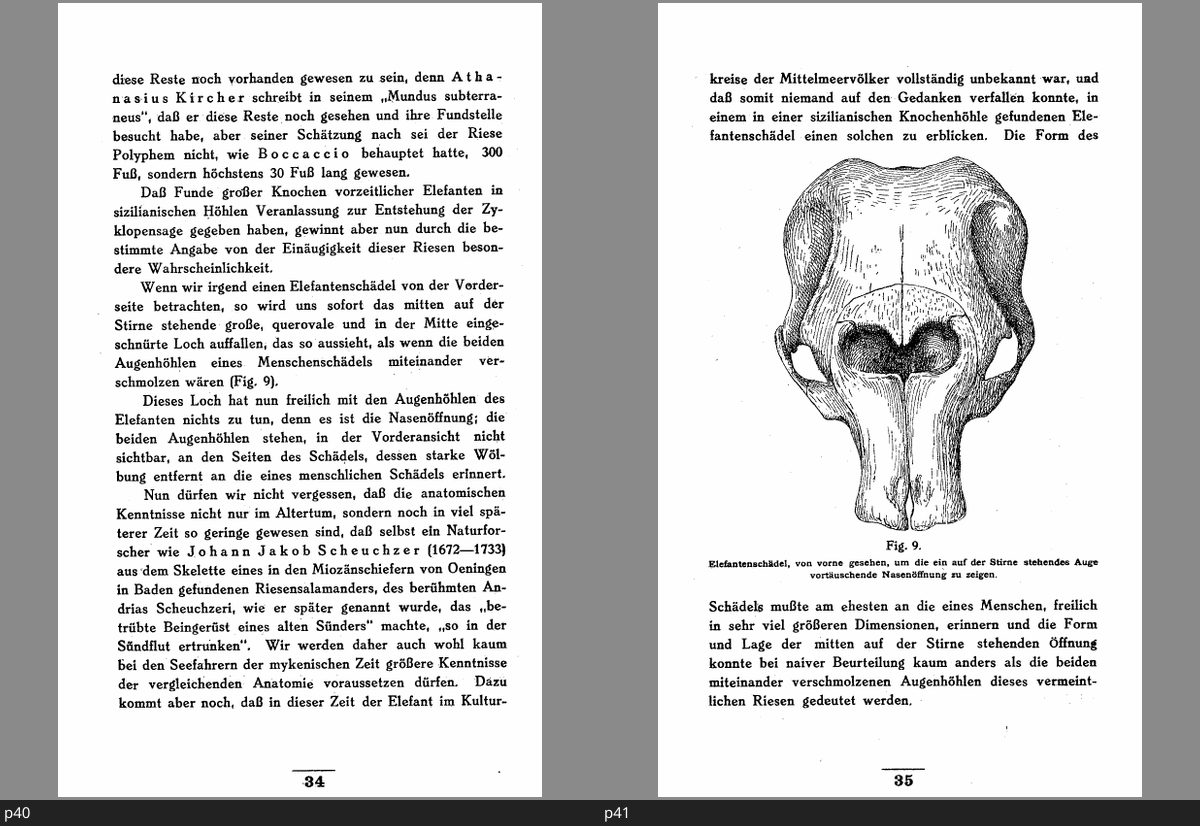 diese Reste noch vorhanden gewesen zu sein, denn Atha-
nasius Kircher schreibt in seinem „Mundus subterra-
neus“, daß er diese Reste noch gesehen und ihre Fundstelle
besucht habe, aber seiner Schätzung nach sei der Riese
Polyphem nicht, wie Boccaccio behauptet hatte, 300
Fuß, sondern höchstens 30 Fuß lang gewesen.
Daß Funde großer Knochen vorzeitlicher Elefanten in
sizilianischen Höhlen Veranlassung zur Entstehung der Zy-
klopensage gegeben haben, gewinnt aber nun durch die be-
stimmte Angabe von der Einäugigkeit dieser Riesen beson-
dere Wahrscheinlichkeit.
Wenn wir irgend einen Elefantenschädel von der Vorder-
seite betrachten, so wird uns sofort das mitten auf der
Stirne stehende große, querovale und in der Mitte einge-
schnürte Loch auffallen, das so aussieht, als wenn die beiden
Augenhöhlen eines Menschenschädels miteinander ver-
schmolzen wären (Fig. 9).
Dieses Loch hat nun freilich mit den Augenhöhlen des
Elefanten nichts zu tun, denn es ist die Nasenöffnung; die
beiden Augenhöhlen stehen, in der Vorderansicht nicht
sichtbar, an den Seiten des Schädels, dessen starke Wöl-
bung entfernt an die eines menschlichen Schädels erinnert.
Nun dürfen wir nicht vergessen, daß die anatomischen
Kenntnisse nicht nur im Altertum, sondern noch in viel spä-
terer Zeit so geringe gewesen sind, daß selbst ein Naturfor-
scher wie Johann Jakob Scheuchzer (1672—1733)
aus dem Skelette eines in den Miozänschiefern von Oeningen
in Baden gefundenen Riesensalamanders, des berühmten An-
drias Scheuchzeri, wie er später genannt wurde, das „be-
trübte Beingerüst eines alten Sünders“ machte, „so in der
Sündflut ertrunken“. Wir werden daher auch wohl kaum
bei den Seefahrern der mykenischen Zeit größere Kenntnisse
der vergleichenden Anatomie voraussetzen dürfen. Dazu
kommt aber noch, daß in dieser Zeit der Elefant im Kultur-
34
p40
kreise der Mittelmeervölker vollständig unbekannt war, und
daß somit niemand auf den Gedanken verfallen konnte, in
einem in einer sizilianischen Knochenhöhle gefundenen Ele-
fantenschädel einen solchen zu erblicken. Die Form des
Fig. 9.
Elefantenschädel, von vorne gesehen, um die ein auf der Stirne stehendes Auge
vortäuschende Nasenöffnung zu zeigen.
Schädels mußte am ehesten an die eines Menschen, freilich
in sehr viel größeren Dimensionen, erinnern und die Form
und Lage der mitten auf der Stirne stehenden Öffnung
konnte bei naiver Beurteilung kaum anders als die beiden
miteinander verschmolzenen Augenhöhlen dieses vermeint-
lichen Riesen gedeutet werden.
35
p41